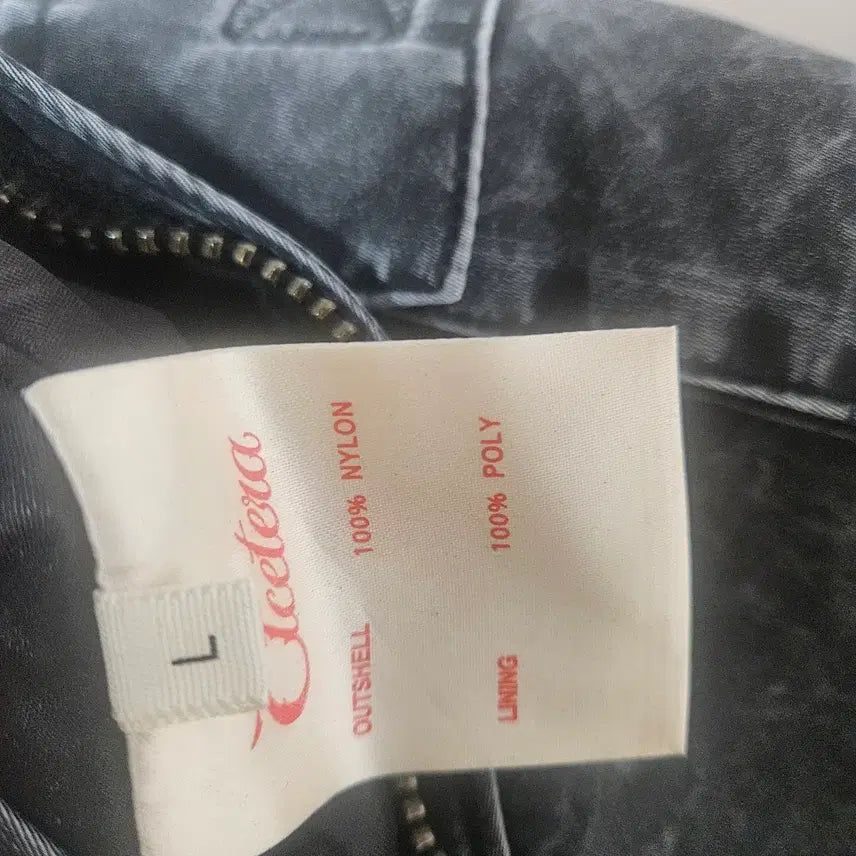 Etcetera
L
OUTSHELL 100% NYLON
LINING 100% POLY